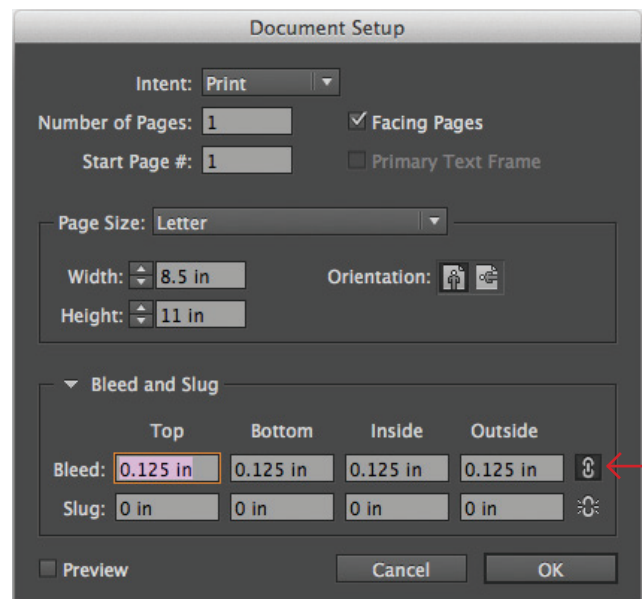 Document Setup
Intent: Print
Number of Pages: 1 Facing Pages
Start Page #: 1 Primary Text Frame
Page Size: Letter
Width: 8.5 in Orientation:
Height: 11 in
Bleed and Slug
Top Bottom Inside Outside
Bleed: 0.125 in 0.125 in 0.125 in 0.125 in
Slug: 0 in 0 in 0 in 0 in
Preview Cancel OK